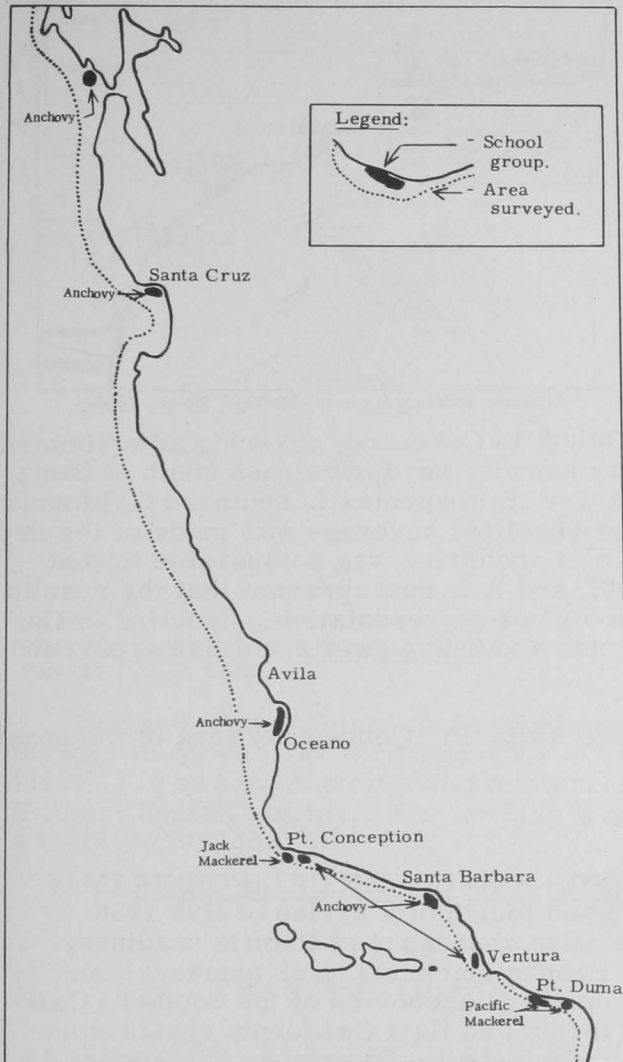 Anchovy
Legend:
School
group.
Area
surveyed.
Santa Cruz
Anchovy
Avila
Anchovy
Oceano
Pt. Conception
Jack
Mackerel
Santa Barbara
Anchovy
Ventura
Pt. Duma
Pacific
Mackerel